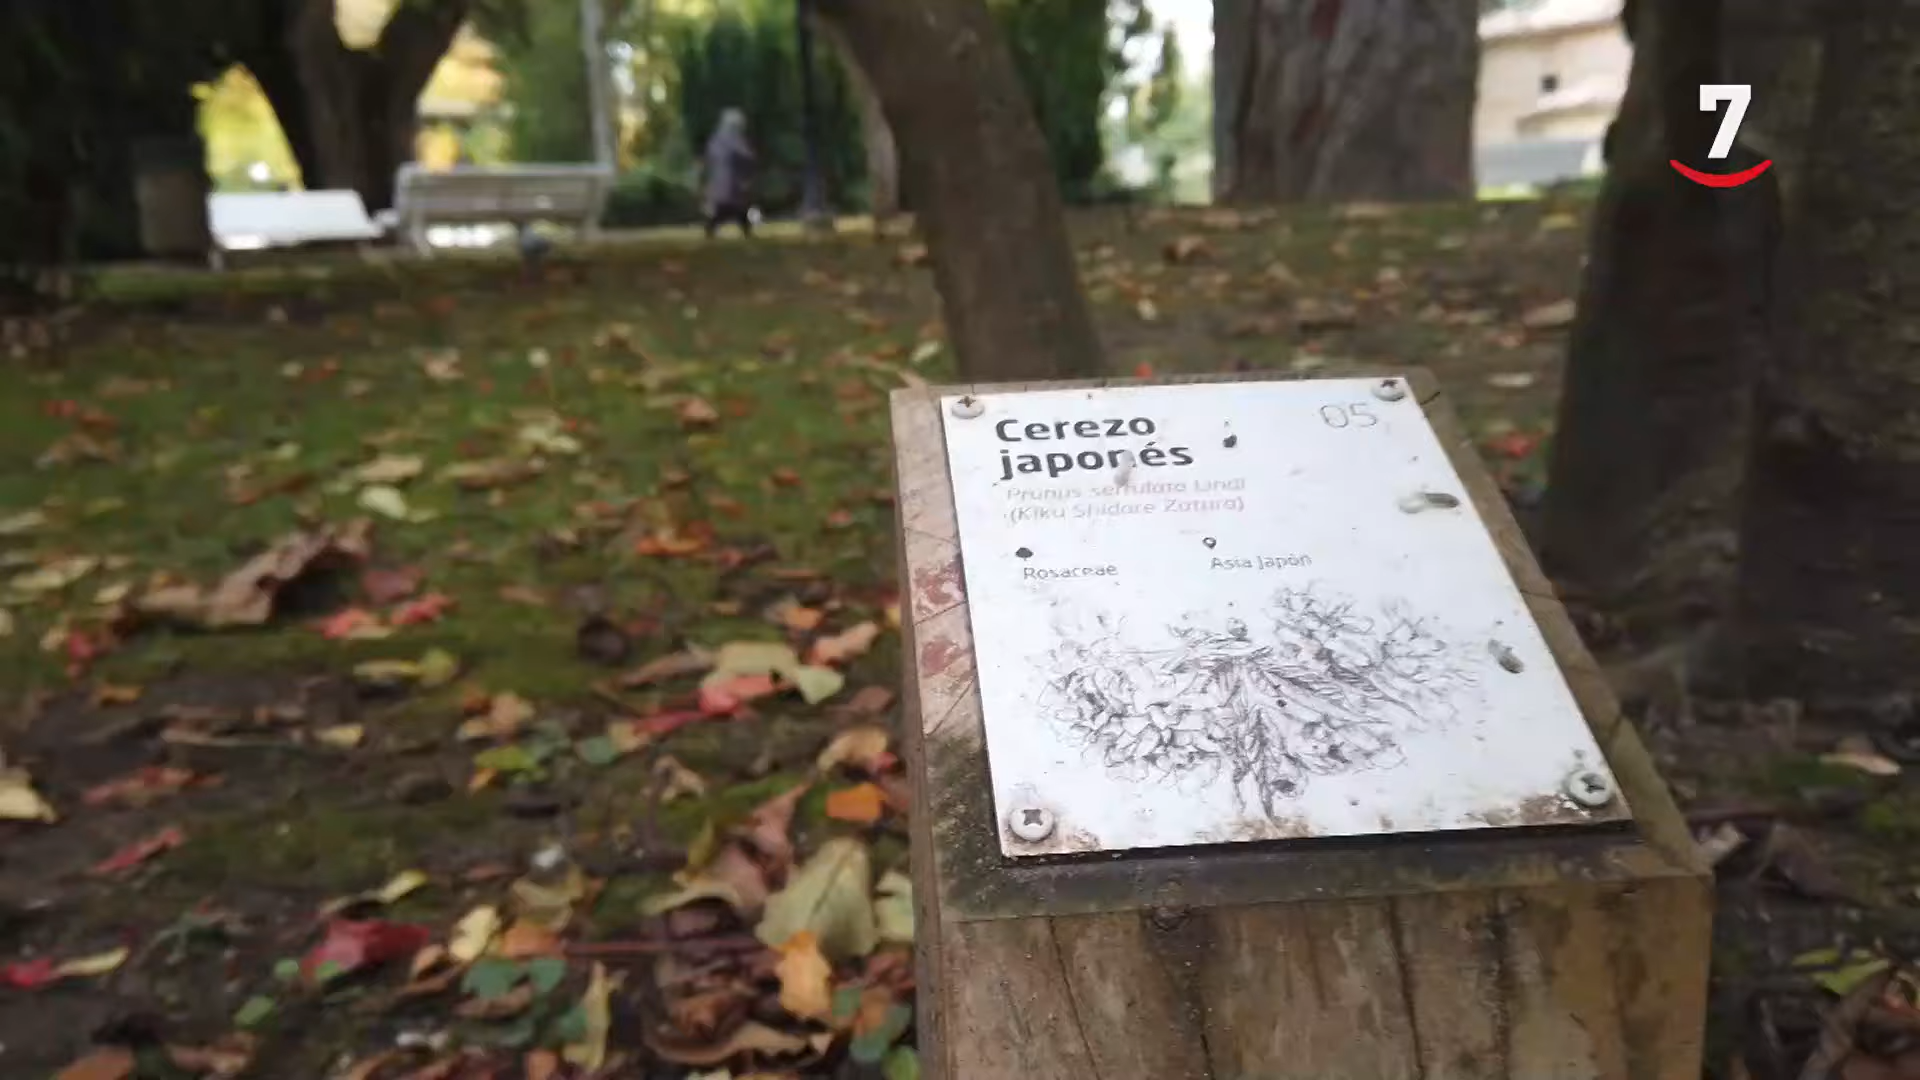 7
Cerezo
japonés
05
Prunus serrulata Lindl
(Kiku Shidare Zakura)
Rosaceae
Asia Japón